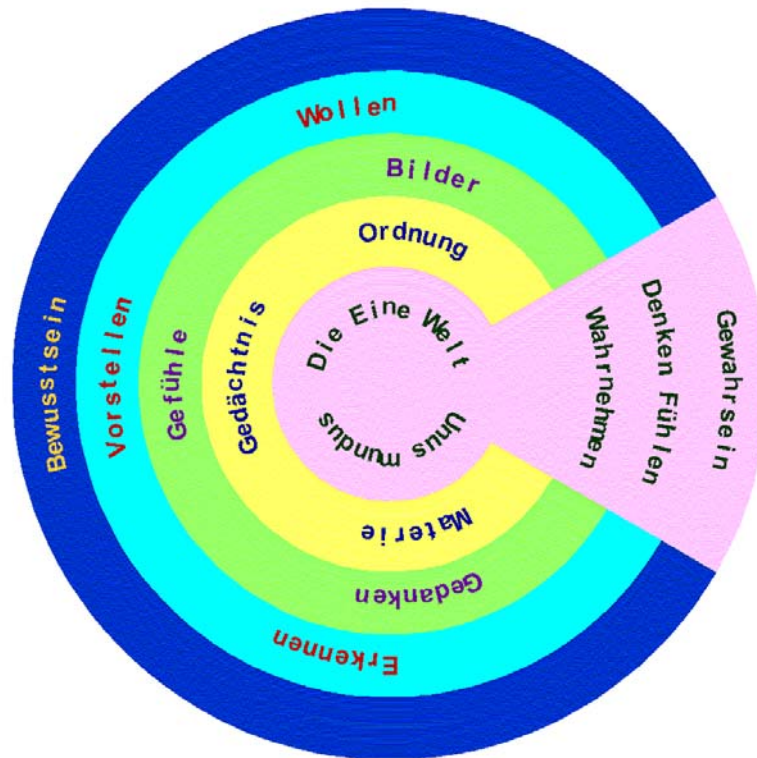 Wollen
Bilder
Ordnung
Die Eine Welt
Unus mundus
Bewusstsein
Vorstellen
Gefühle
Gedächtnis
Materie
Gedanken
Erkennen
Wahrnehmen
Denken Fühlen
Gewahrsein